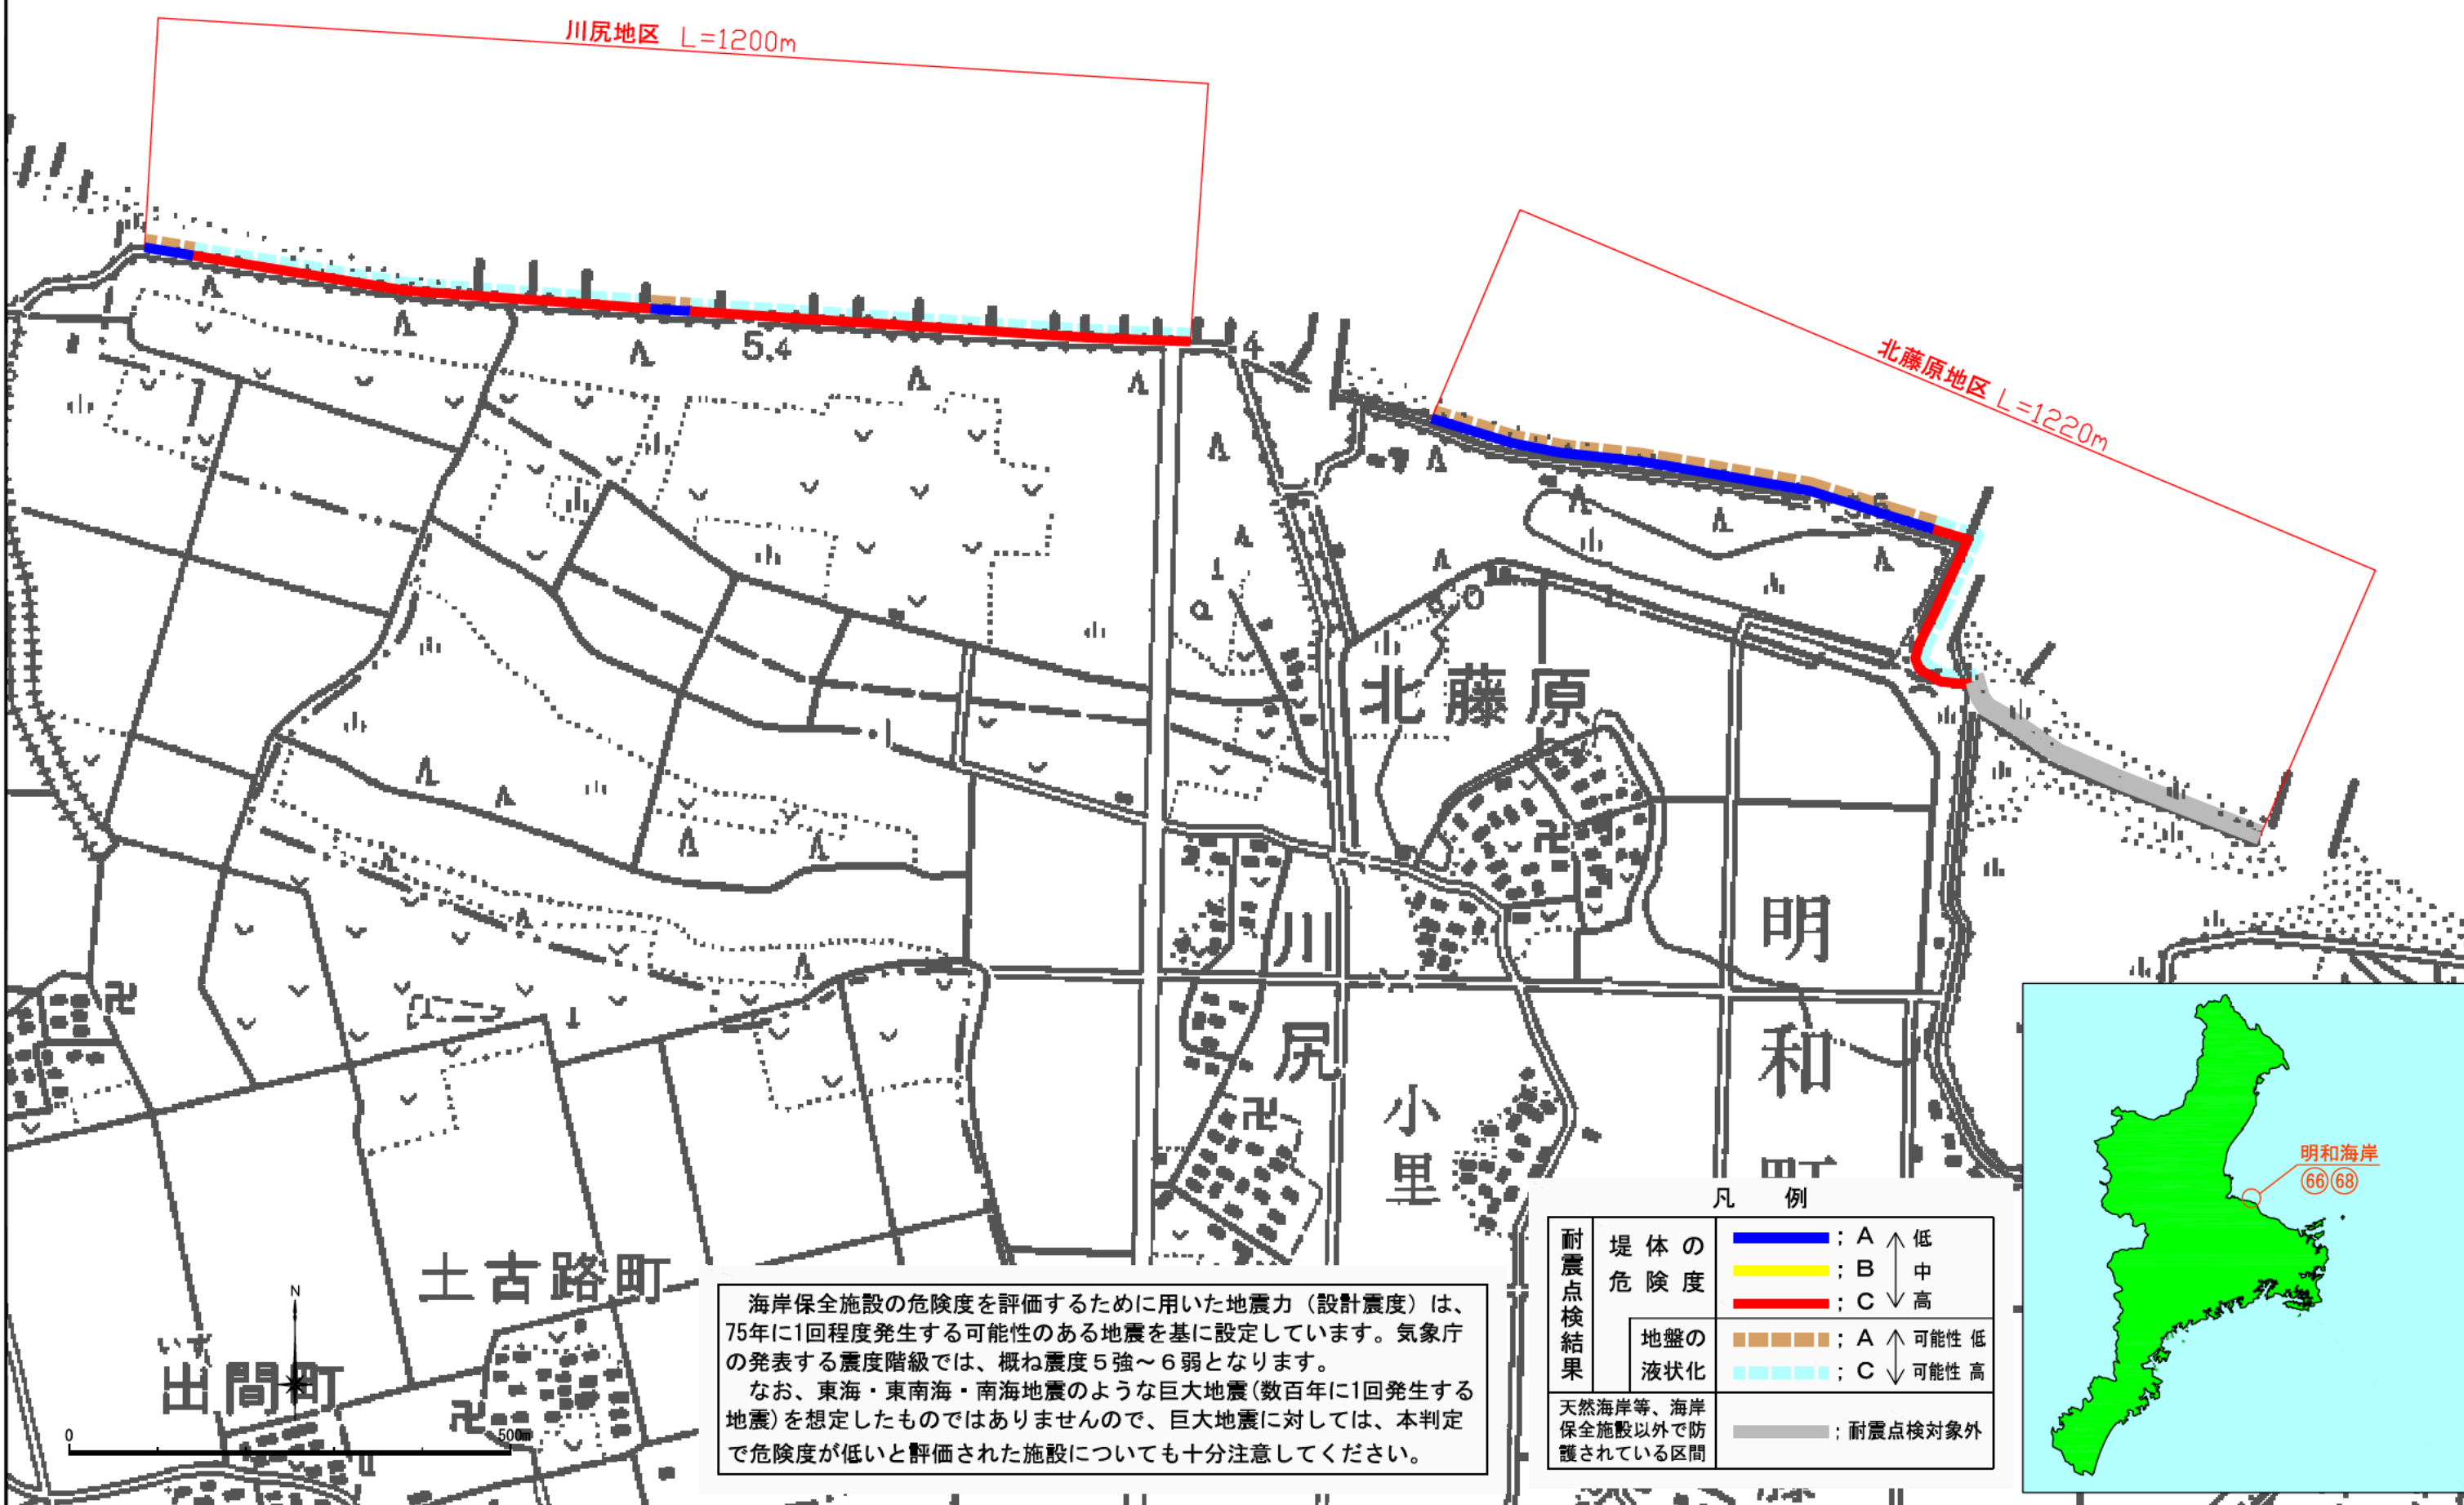 川尻地区 L=1200m
北藤原地区 L=1220m
5.4
4
1
0
北藤原
川尻
明和町
小里
土古路町
出間町
N
0 500m
海岸保全施設の危険度を評価するために用いた地震力（設計震度）は、
75年に1回程度発生する可能性のある地震を基に設定しています。気象庁
の発表する震度階級では、概ね震度５強～６弱となります。
なお、東海・東南海・南海地震のような巨大地震（数百年に1回発生する
地震）を想定したものではありませんので、巨大地震に対しては、本判定
で危険度が低いと評価された施設についても十分注意してください。
凡 例
耐震点検結果
堤体の
危険度
; A 低
; B 中
; C 高
地盤の
液状化
; A 可能性 低
; C 可能性 高
天然海岸等、海岸
保全施設以外で防
護されている区間
; 耐震点検対象外
明和海岸
66 68